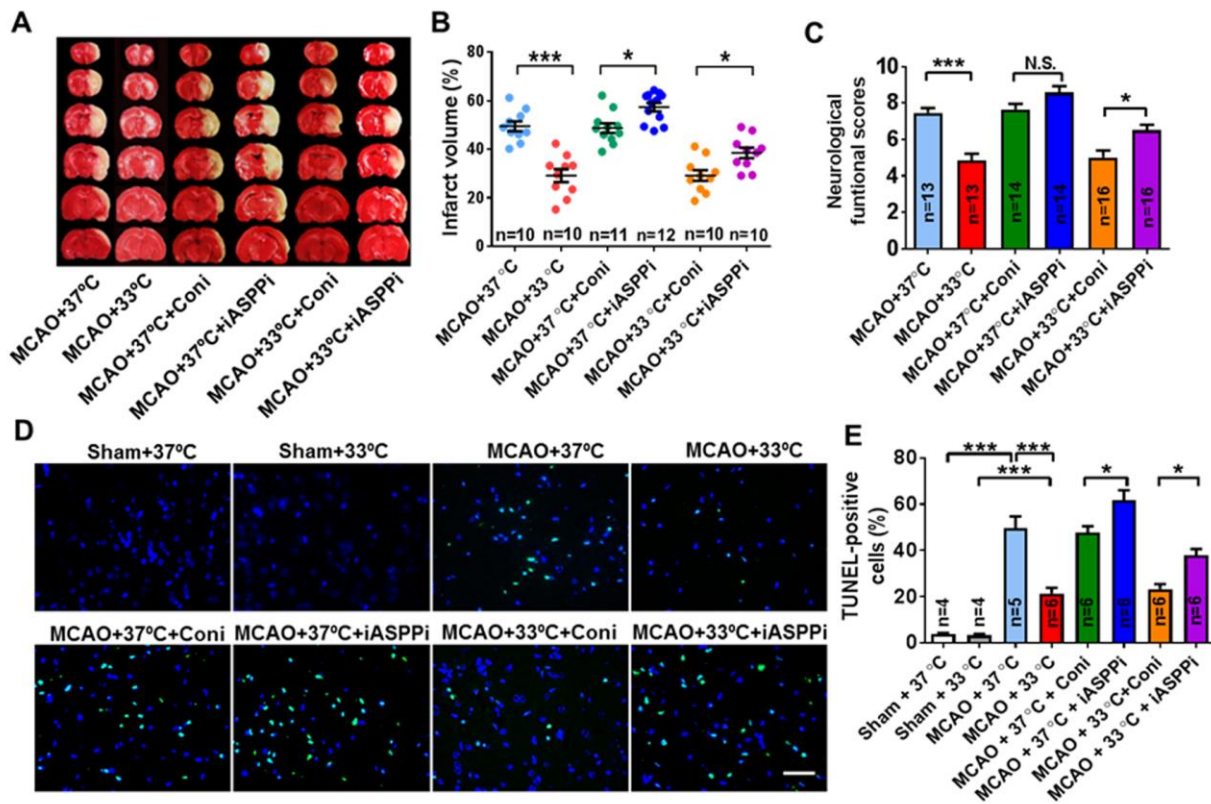 A
MCAO+37ºC
MCAO+33ºC
MCAO+37ºC+Coni
MCAO+37ºC+iASPPi
MCAO+33ºC+Coni
MCAO+33ºC+iASPPi
B
Infarct volume (%)
80
60
40
20
0
***
*
*
n=10
n=10
n=11
n=12
n=10
n=10
MCAO+37 °C
MCAO+33 °C
MCAO+37 °C+Coni
MCAO+37 °C+iASPPi
MCAO+33 °C+Coni
MCAO+33 °C+iASPPi
C
Neurological
funtional scores
10
8
6
4
2
0
***
N.S.
*
n=13
n=13
n=14
n=14
n=16
n=16
MCAO+37°C
MCAO+33°C
MCAO+37°C+Coni
MCAO+37°C+iASPPi
MCAO+33°C+Coni
MCAO+33°C+iASPPi
D
Sham+37ºC
Sham+33ºC
MCAO+37ºC
MCAO+33ºC
MCAO+37ºC+Coni
MCAO+37ºC+iASPPi
MCAO+33ºC+Coni
MCAO+33ºC+iASPPi
E
TUNEL-positive
cells (%)
80
60
40
20
0
***
***
***
*
*
n=4
n=4
n=5
n=6
n=6
n=6
n=6
n=6
Sham + 37 °C
Sham + 33°C
MCAO + 37°C
MCAO + 33°C
MCAO + 37 °C + Coni
MCAO + 37 °C + iASPPi
MCAO + 33°C+Coni
MCAO + 33°C + iASPPi